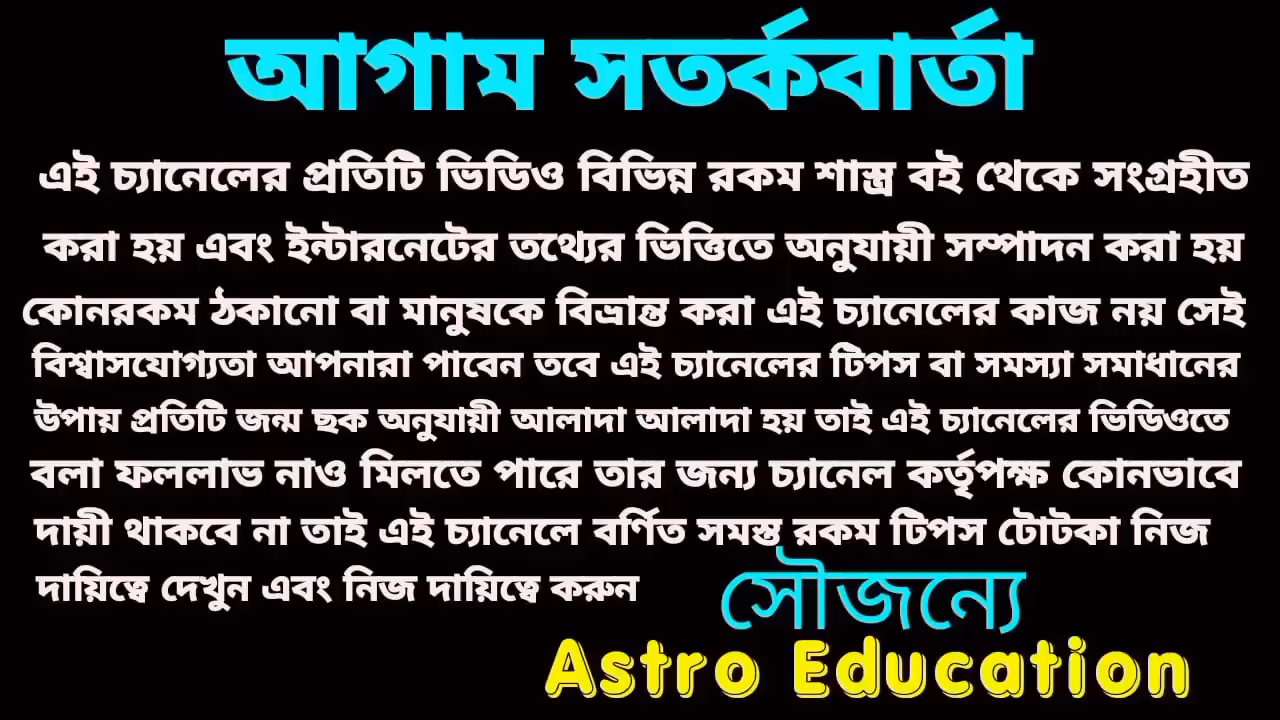 আগাম সতর্কবার্তা
এই চ্যানেলের প্রতিটি ভিডিও বিভিন্ন রকম শাস্ত্র বই থেকে সংগ্রহীত
করা হয় এবং ইন্টারনেটের তথ্যের ভিত্তিতে অনুযায়ী সম্পাদন করা হয়
কোনরকম ঠকানো বা মানুষকে বিভ্রান্ত করা এই চ্যানেলের কাজ নয় সেই
বিশ্বাসযোগ্যতা আপনারা পাবেন তবে এই চ্যানেলের টিপস বা সমস্যা সমাধানের
উপায় প্রতিটি জন্ম ছক অনুযায়ী আলাদা আলাদা হয় তাই এই চ্যানেলের ভিডিওতে
বলা ফললাভ নাও মিলতে পারে তার জন্য চ্যানেল কর্তৃপক্ষ কোনভাবে
দায়ী থাকবে না তাই এই চ্যানেলে বর্ণিত সমস্ত রকম টিপস টোটকা নিজ
দায়িত্বে দেখুন এবং নিজ দায়িত্বে করুন
সৌজন্যে
Astro Education